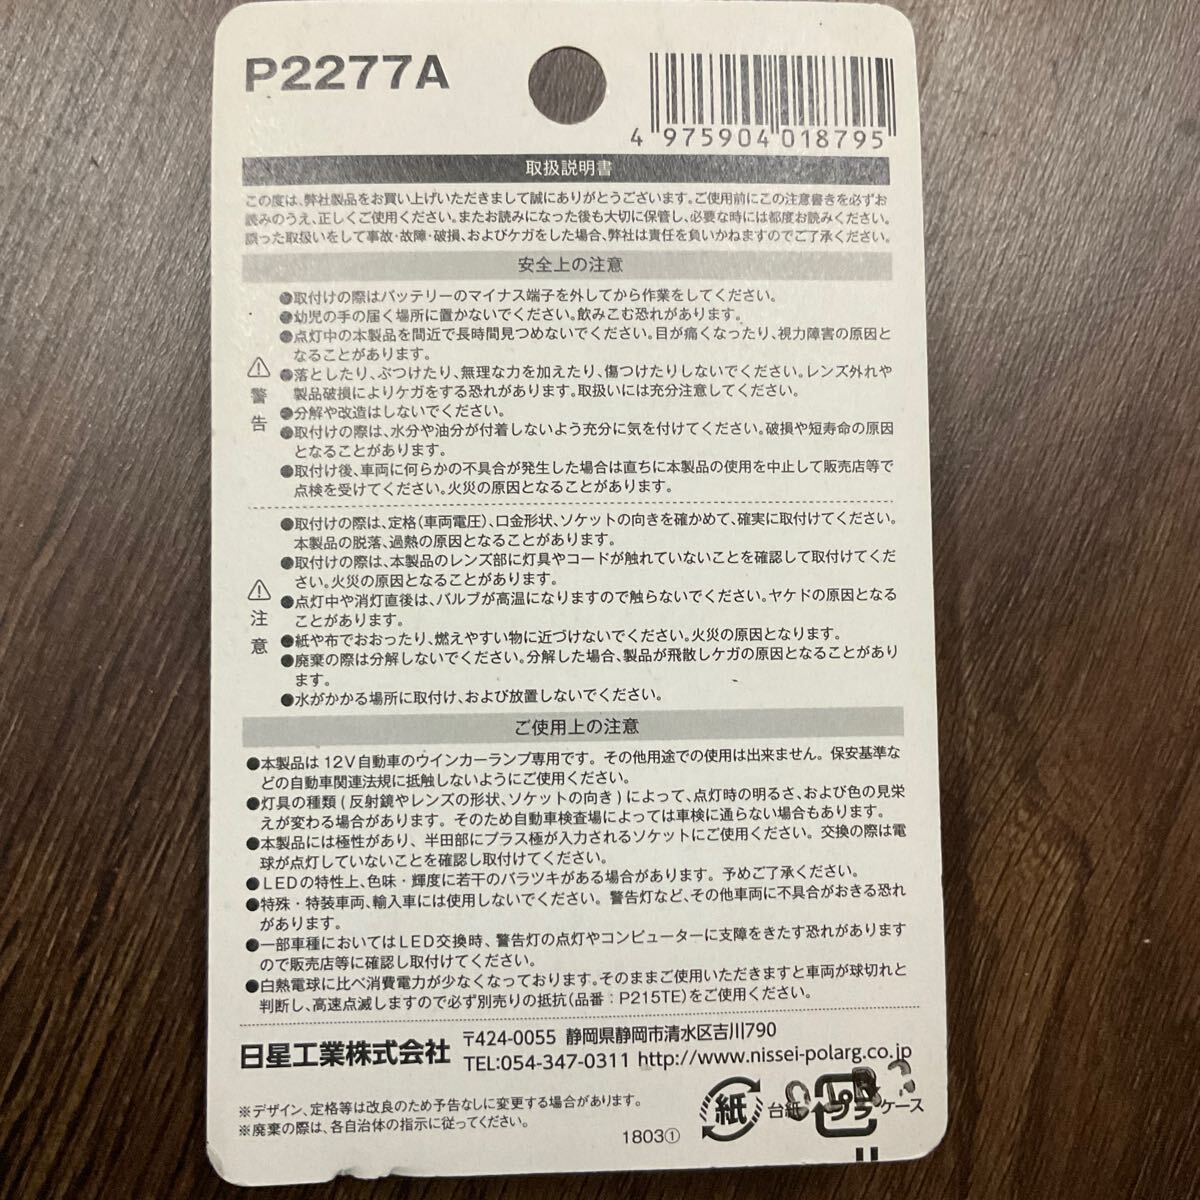 P2277A
4 975904 018795
取扱説明書
この度は、弊社製品をお買い上げいただきまして誠にありがとうございます。ご使用前にこの注意書きを必ずお
読みのうえ、正しくご使用ください。またお読みになった後も大切に保管し、必要な時には都度お読みください。
誤った取扱いをして事故・故障・破損、およびケガをした場合、弊社は責任を負いかねますのでご了承ください。
安全上の注意
⚠警告
●取付けの際はバッテリーのマイナス端子を外してから作業をしてください。
●幼児の手の届く場所に置かないでください。飲みこむ恐れがあります。
●点灯中の本製品を間近で長時間見つめないでください。目が痛くなったり、視力障害の原因と
なることがあります。
●落としたり、ぶつけたり、無理な力を加えたり、傷つけたりしないでください。レンズ外れや
製品破損によりケガをする恐れがあります。取扱いには充分注意してください。
●分解や改造はしないでください。
●取付けの際は、水分や油分が付着しないよう充分に気を付けてください。破損や短寿命の原因
となることがあります。
●取付け後、車両に何らかの不具合が発生した場合は直ちに本製品の使用を中止して販売店等で
点検を受けてください。火災の原因となることがあります。
⚠注意
●取付けの際は、定格(車両電圧)、口金形状、ソケットの向きを確かめて、確実に取付けてください。
本製品の脱落、過熱の原因となることがあります。
●取付けの際は、本製品のレンズ部に灯具やコードが触れていないことを確認して取付けてくだ
さい。火災の原因となることがあります。
●点灯中や消灯直後は、バルブが高温になりますので触らないでください。ヤケドの原因となる
ことがあります。
●紙や布でおおったり、燃えやすい物に近づけないでください。火災の原因となります。
●廃棄の際は分解しないでください。分解した場合、製品が飛散しケガの原因となることがあり
ます。
●水がかかる場所に取付け、および放置しないでください。
ご使用上の注意
●本製品は12V自動車のウインカーランプ専用です。その他用途での使用は出来ません。保安基準な
どの自動車関連法規に抵触しないようにご使用ください。
●灯具の種類(反射鏡やレンズの形状、ソケットの向き)によって、点灯時の明るさ、および色の見栄
えが変わる場合があります。そのため自動車検査場によっては車検に通らない場合もあります。
●本製品には極性があり、半田部にプラス極が入力されるソケットにご使用ください。交換の際は電
球が点灯していないことを確認し取付けてください。
●LEDの特性上、色味・輝度に若干のバラツキがある場合があります。予めご了承ください。
●特殊・特装車両、輸入車には使用しないでください。警告灯など、その他車両に不具合がおきる恐れ
があります。
●一部車種においてはLED交換時、警告灯の点灯やコンピューターに支障をきたす恐れがあります
ので販売店等に確認し取付けてください。
●白熱電球に比べ消費電力が少なくなっております。そのままご使用いただきますと車両が球切れと
判断し、高速点滅しますので必ず別売りの抵抗(品番：P215TE)をご使用ください。
日星工業株式会社
〒424-0055 静岡県静岡市清水区吉川790
TEL:054-347-0311 http://www.nissei-polarg.co.jp
※デザイン、定格等は改良のため予告なしに変更する場合があります。
※廃棄の際は、各自治体の指示に従ってください。
1803①
紙 台紙 プラ ケース